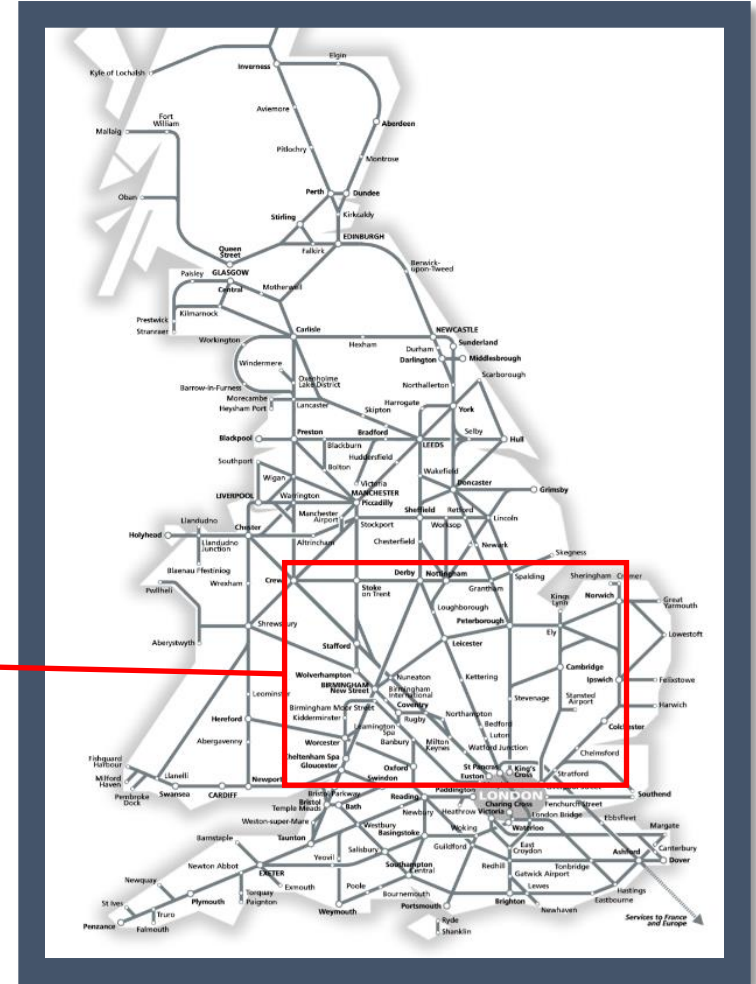 Elgin
Inverness
Kyle of Lochalsh
Aviemore
Fort
William
Aberdeen
Mallaig
Pitlochry
Montrose
Perth
Dundee
Oban
Stirling
Kirkcaldy
EDINBURGH
Queen
Street
Falkirk
Berwick-
upon-Tweed
Paisley
GLASGOW
Central
Motherwell
Prestwick
Kilmarnock
Stranraer
Carlisle
NEWCASTLE
Workington
Hexham
Sunderland
Durham
Darlington
Middlesbrough
Windermere
Scarborough
Oxenholme
Lake District
Barrow-in-Furness
Northallerton
Morecambe
Lancaster
Harrogate
Heysham Port
Skipton
York
Blackpool
Preston
Bradford
Selby
Blackburn
LEEDS
Hull
Huddersfield
Southport
Bolton
Wakefield
Wigan
Victoria
Doncaster
LIVERPOOL
Warrington
MANCHESTER
Piccadilly
Grimsby
Manchester
Airport
Sheffield
Retford
Llandudno
Stockport
Worksop
Lincoln
Holyhead
Chester
Llandudno
Junction
Altrincham
Chesterfield
Newark
Skegness
Blaenau Ffestiniog
Crewe
Derby
Nottingham
Spalding
Sheringham
Cromer
Wrexham
Stoke
on Trent
Grantham
Pwllheli
Kings
Lynn
Norwich
Great
Yarmouth
Loughborough
Peterborough
Shrewsbury
Ely
Lowestoft
Aberystwyth
Stafford
Leicester
Wolverhampton
Nuneaton
Cambridge
BIRMINGHAM
New Street
Birmingham
International
Kettering
Ipswich
Felixstowe
Leominster
Stansted
Airport
Birmingham Moor Street
Coventry
Stevenage
Harwich
Kidderminster
Rugby
Northampton
Hereford
Leamington
Spa
Bedford
Colchester
Abergavenny
Worcester
Banbury
Milton
Keynes
Luton
Watford Junction
Chelmsford
Fishguard
Harbour
Cheltenham Spa
Gloucester
Oxford
St Pancras
King's
Cross
Euston
Stratford
Milford
Haven
Llanelli
Newport
Swindon
Pembroke
Dock
Swansea
CARDIFF
Bristol Parkway
Reading
Paddington
LONDON
Liverpool Street
Southend
Bristol
Temple Meads
Bath
Newbury
Heathrow
Charing Cross
Victoria
Fenchurch Street
London Bridge
Ebbsfleet
Weston-super-Mare
Westbury
Basingstoke
Woking
Waterloo
Margate
Barnstaple
Taunton
Salisbury
Guildford
East
Croydon
Canterbury
Yeovil
Ashford
Newton Abbot
Southampton
Central
Redhill
Tonbridge
Dover
EXETER
Gatwick Airport
Newquay
Exmouth
Poole
Lewes
Hastings
Torquay
Paignton
Bournemouth
Eastbourne
St Ives
Plymouth
Portsmouth
Brighton
Newhaven
Truro
Weymouth
Penzance
Falmouth
Ryde
Shanklin
Services to France
and Europe